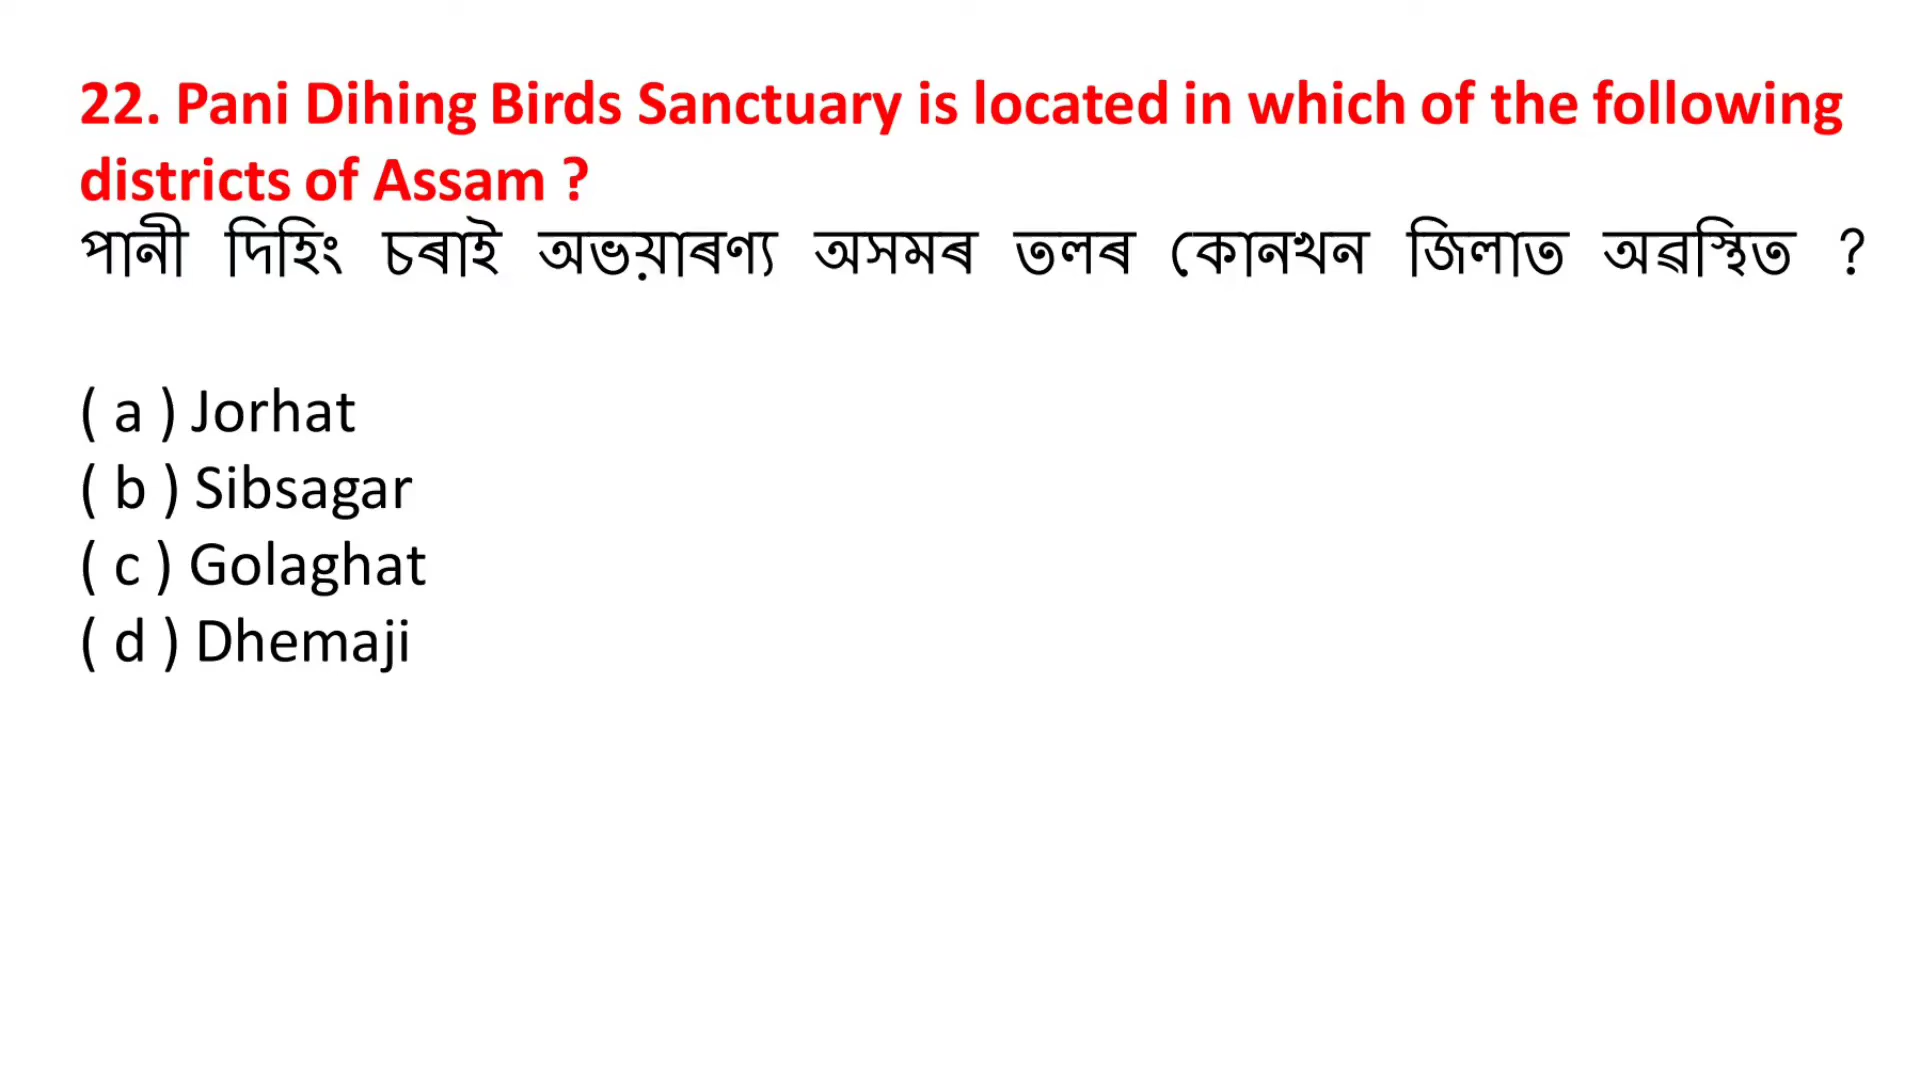 22. Pani Dihing Birds Sanctuary is located in which of the following
districts of Assam ?
পানী দিহিং চৰাই অভয়াৰণ্য অসমৰ তলৰ কোনখন জিলাত অৱস্থিত ?
( a ) Jorhat
( b ) Sibsagar
( c ) Golaghat
( d ) Dhemaji